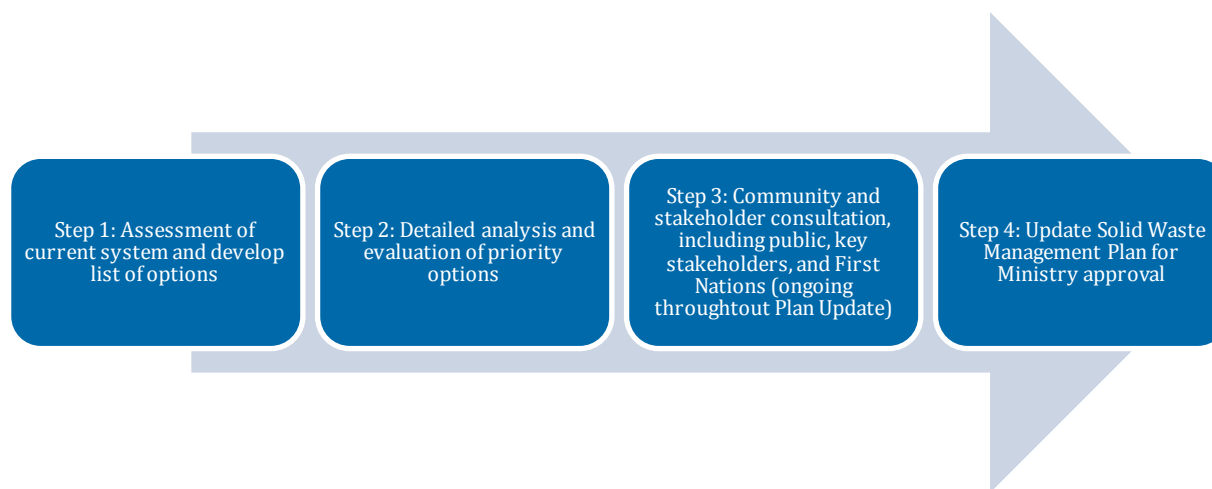 Step 1: Assessment of
current system and develop
list of options
Step 2: Detailed analysis and
evaluation of priority
options
Step 3: Community and
stakeholder consultation,
including public, key
stakeholders, and First
Nations (ongoing
throughtout Plan Update)
Step 4: Update Solid Waste
Management Plan for
Ministry approval